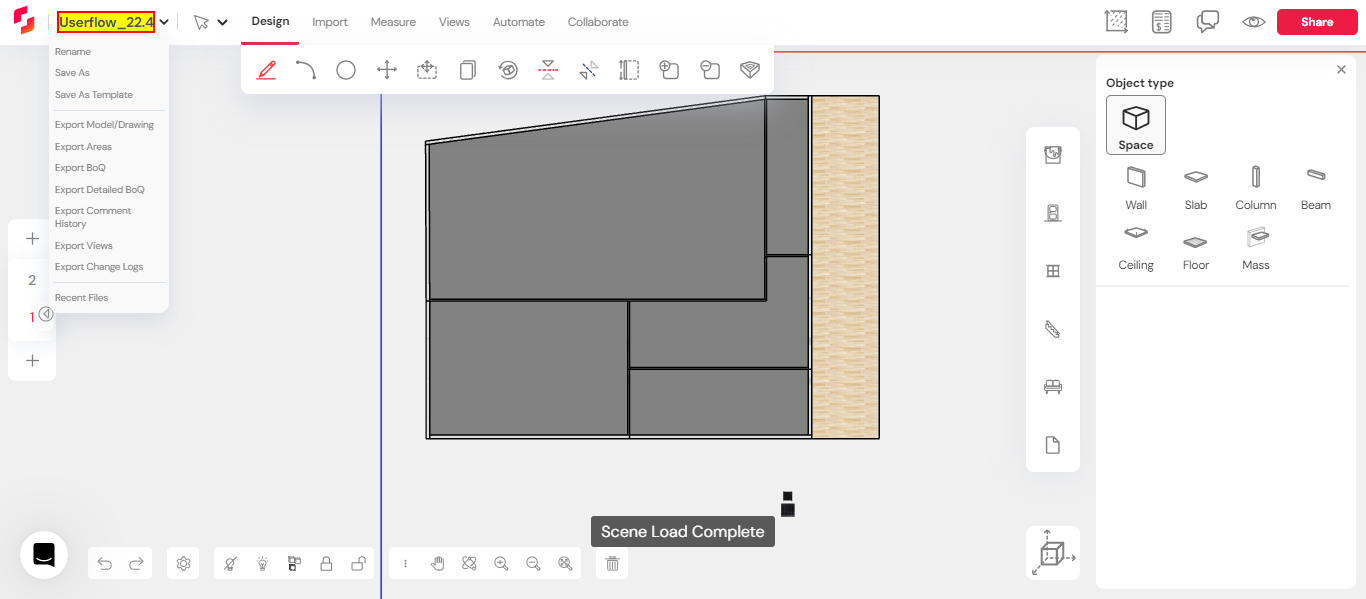 Userflow_22.4
Design Import Measure Views Automate Collaborate
Share
Rename
Save As
Save As Template
Export Model/Drawing
Export Areas
Export BoQ
Export Detailed BoQ
Export Comment
History
Export Views
Export Change Logs
Recent Files
2
1
Object type
Space
Wall Slab Column Beam
Ceiling Floor Mass
Scene Load Complete